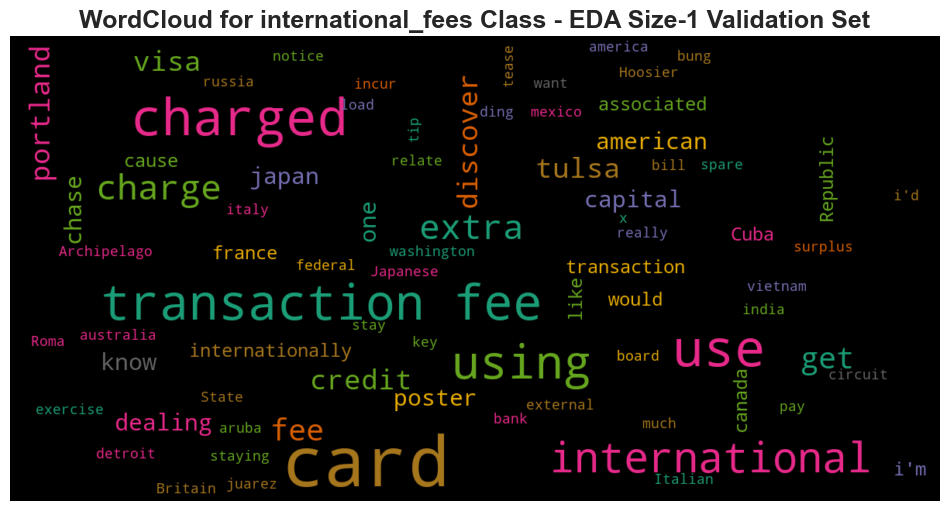 WordCloud for international_fees Class - EDA Size-1 Validation Set
portland
visa
notice
russia
incur
load
charged
tease
america
bung
Hoosier
want
ding
mexico
associated
tip
discover
american
cause
relate
tulsa
bill
spare
Republic
japan
charge
chase
italy
one
extra
capital
x
really
Cuba
i'd
surplus
Archipelago
france
federal
washington
Japanese
transaction
vietnam
transaction fee
like
would
india
stay
Roma
australia
know
internationally
key
using
board
use
get
circuit
credit
poster
State
external
canada
pay
exercise
dealing
aruba
fee
bank
much
detroit
staying
card
international
i'm
Italian
Britain
juarez